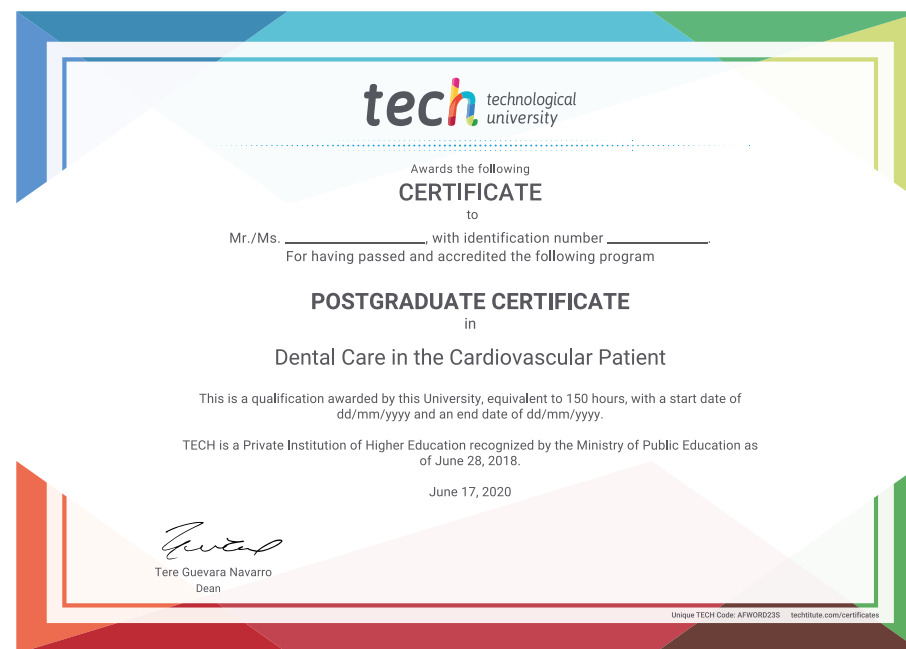 tech technological
university
Awards the following
CERTIFICATE
to
Mr./Ms. ____________________, with identification number ______________.
For having passed and accredited the following program
POSTGRADUATE CERTIFICATE
in
Dental Care in the Cardiovascular Patient
This is a qualification awarded by this University, equivalent to 150 hours, with a start date of
dd/mm/yyyy and an end date of dd/mm/yyyy.
TECH is a Private Institution of Higher Education recognized by the Ministry of Public Education as
of June 28, 2018.
June 17, 2020
Tere Guevara Navarro
Dean
Unique TECH Code: AFWORD23S techtitute.com/certificates